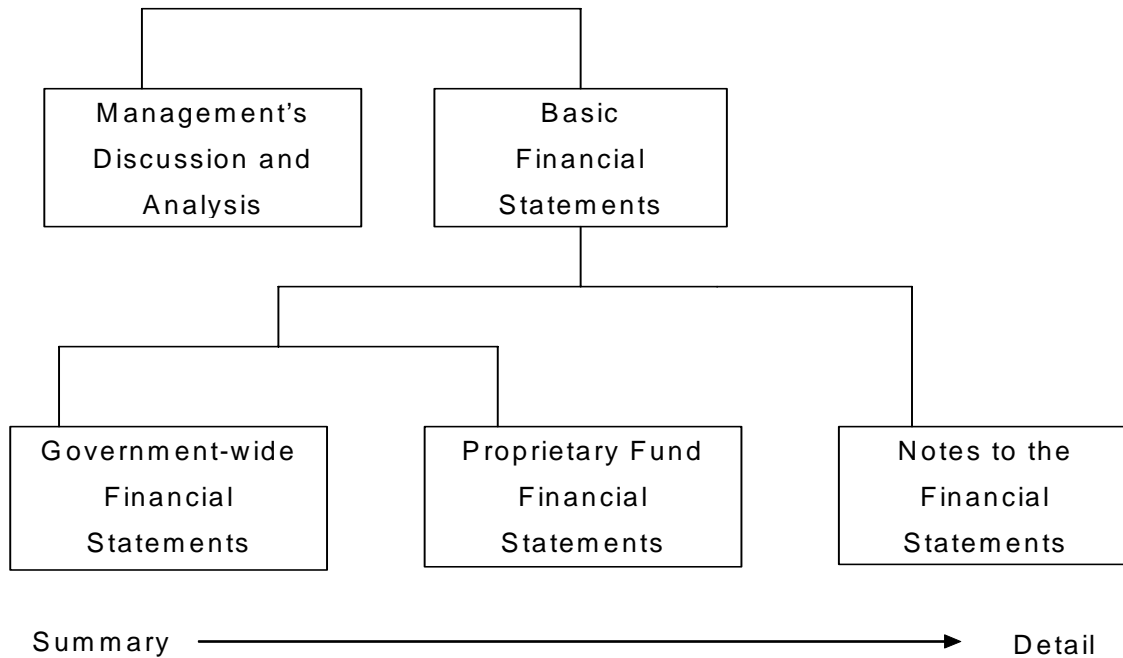 Management’s
Discussion and
Analysis
Basic
Financial
Statements
Government-wide
Financial
Statements
Proprietary Fund
Financial
Statements
Notes to the
Financial
Statements
Summary
Detail